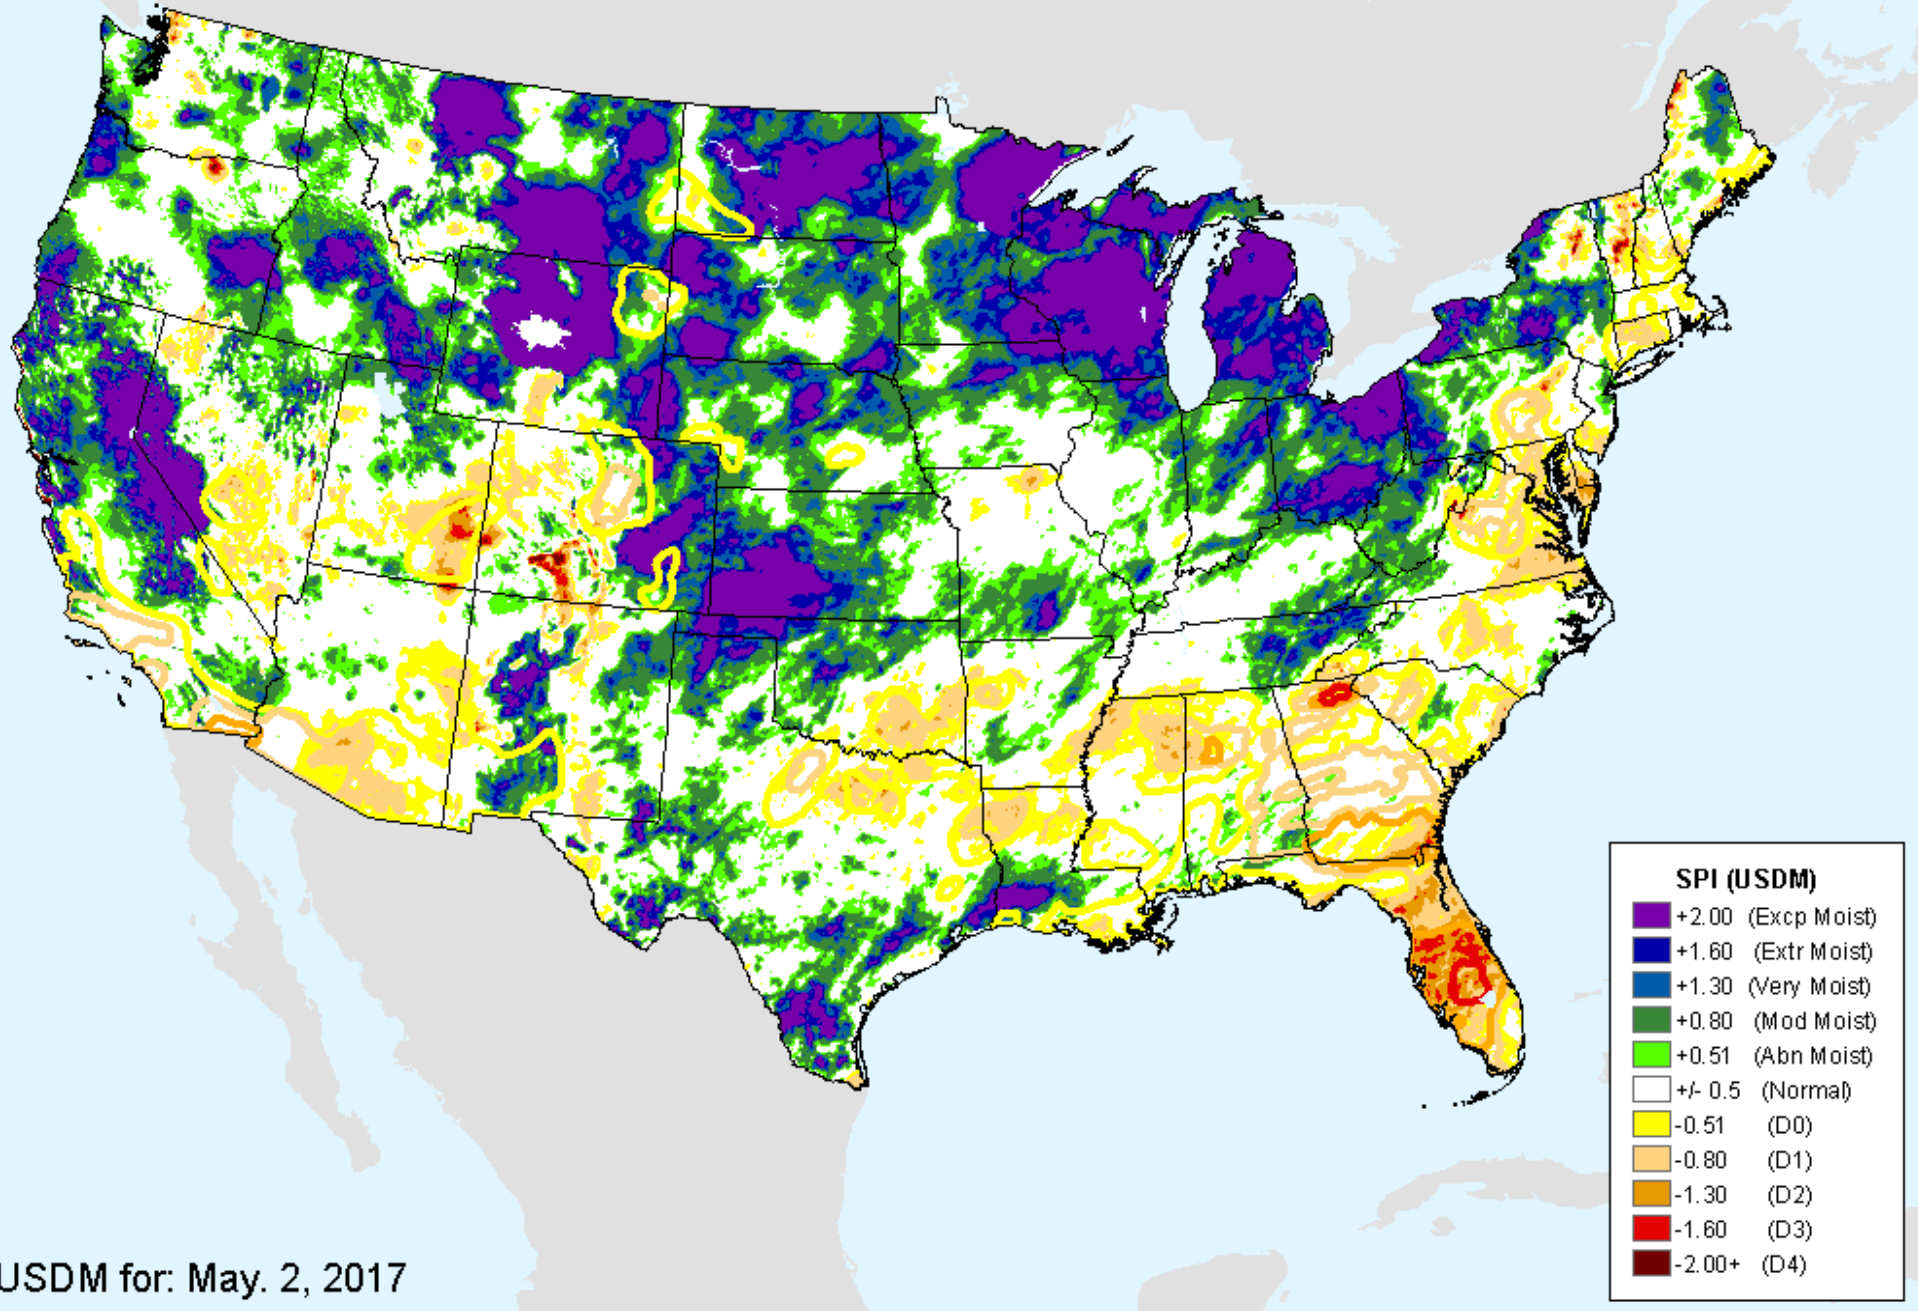 SPI (USDM)
+2.00 (Excp Moist)
+1.60 (Extr Moist)
+1.30 (Very Moist)
+0.80 (Mod Moist)
+0.51 (Abn Moist)
+/- 0.5 (Normal)
-0.51 (D0)
-0.80 (D1)
-1.30 (D2)
-1.60 (D3)
-2.00+ (D4)
USDM for: May. 2, 2017